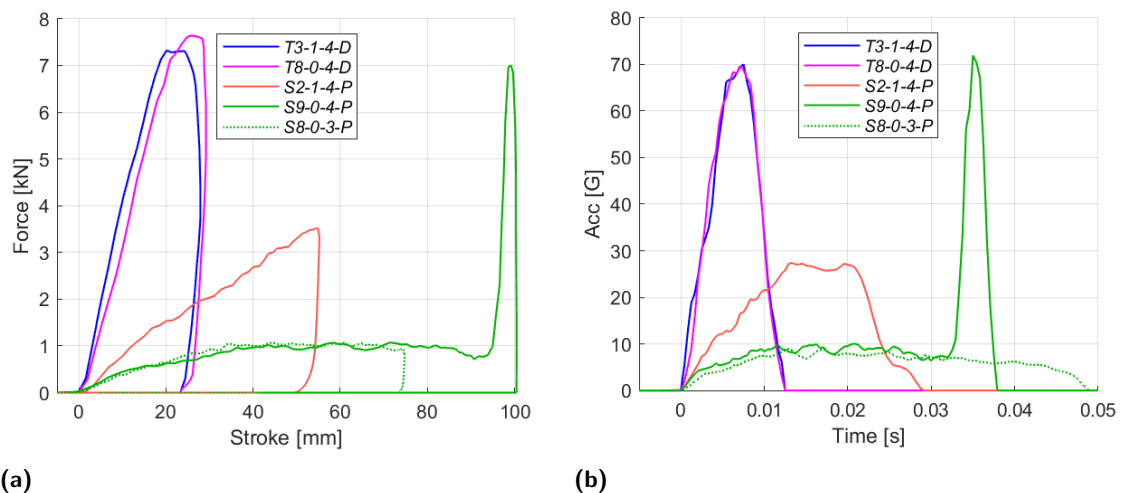 8
7
6
5
4
3
2
1
0
Force [kN]
0 20 40 60 80 100
Stroke [mm]
T3-1-4-D
T8-0-4-D
S2-1-4-P
S9-0-4-P
S8-0-3-P
(a)
80
70
60
50
40
30
20
10
0
Acc [G]
0 0.01 0.02 0.03 0.04 0.05
Time [s]
T3-1-4-D
T8-0-4-D
S2-1-4-P
S9-0-4-P
S8-0-3-P
(b)